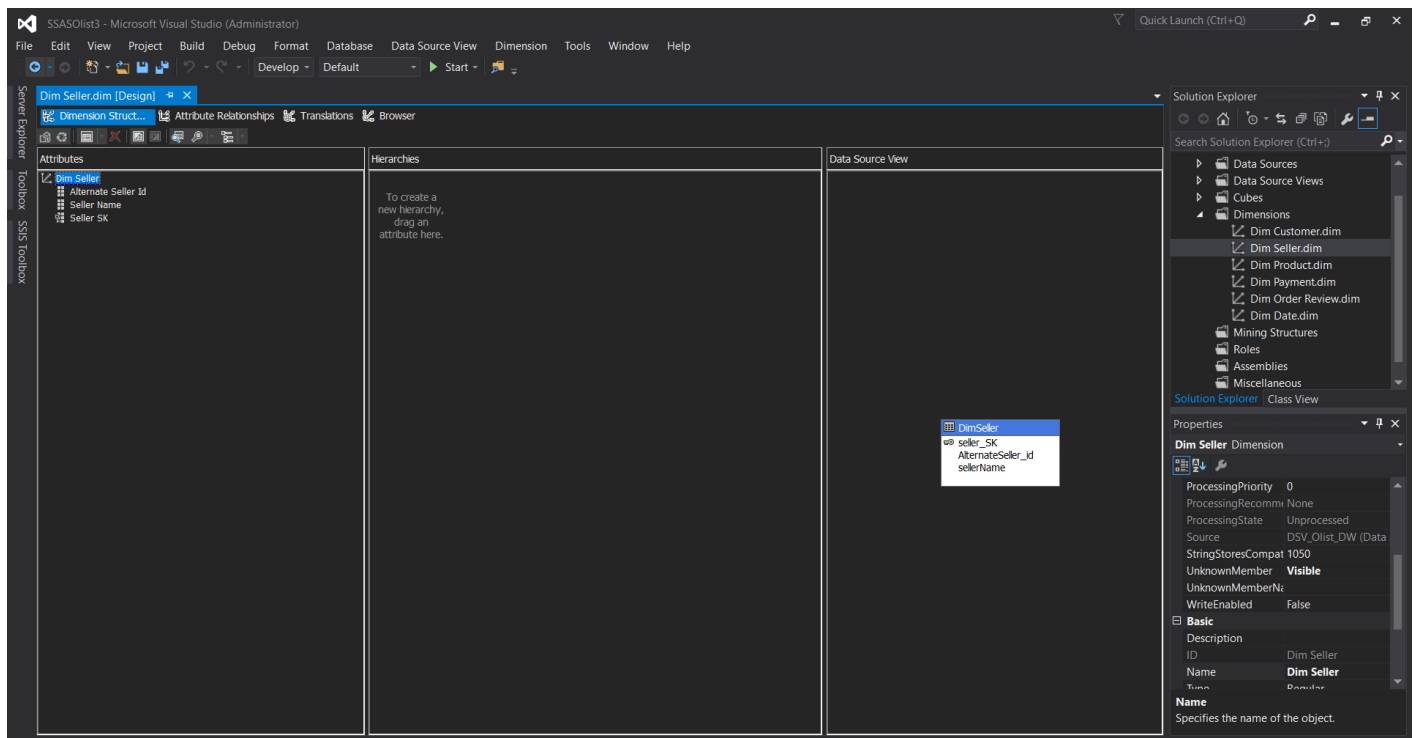 SSASOlist3 - Microsoft Visual Studio (Administrator)
Quick Launch (Ctrl+Q)
File Edit View Project Build Debug Format Database Data Source View Dimension Tools Window Help
Develop Default Start
Server Explorer
Toolbox
SSIS Toolbox
Dim Seller.dim [Design]
Dimension Struct... Attribute Relationships Translations Browser
Attributes
Dim Seller
Alternate Seller Id
Seller Name
Seller SK
Hierarchies
To create a
new hierarchy,
drag an
attribute here.
Data Source View
DimSeller
seller_SK
AlternateSeller_id
sellerName
Solution Explorer
Search Solution Explorer (Ctrl+;)
Data Sources
Data Source Views
Cubes
Dimensions
Dim Customer.dim
Dim Seller.dim
Dim Product.dim
Dim Payment.dim
Dim Order Review.dim
Dim Date.dim
Mining Structures
Roles
Assemblies
Miscellaneous
Solution Explorer Class View
Properties
Dim Seller Dimension
ProcessingPriority 0
ProcessingRecomm None
ProcessingState Unprocessed
Source DSV_Olist_DW (Data
StringStoresCompat 1050
UnknownMember Visible
UnknownMemberNa
WriteEnabled False
Basic
Description
ID Dim Seller
Name Dim Seller
Type Regular
Name
Specifies the name of the object.